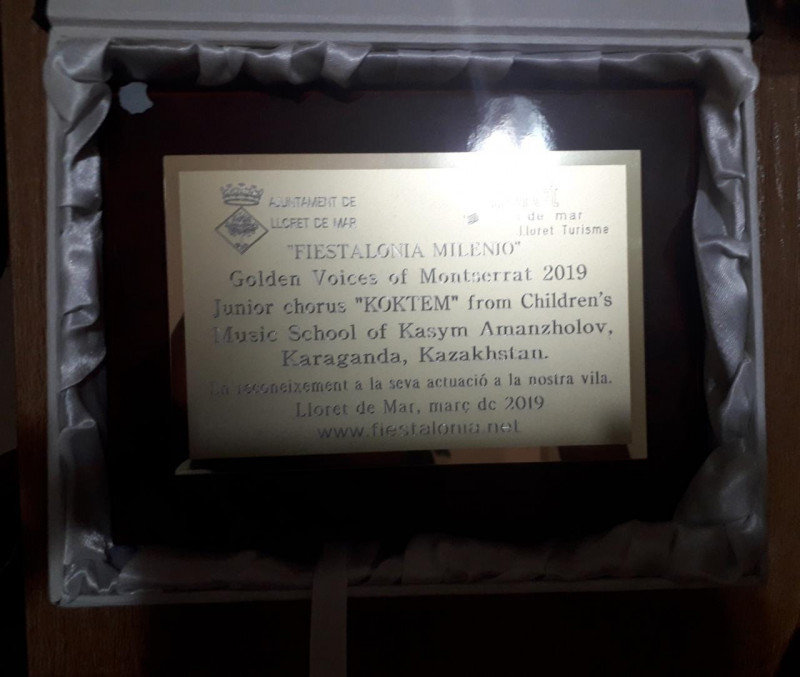 AJUNTAMENT DE
LLORET DE MAR
de mar
Lloret Turisme
"FIESTALONIA MILENIO"
Golden Voices of Montserrat 2019
Junior chorus "KOKTEM" from Children's
Music School of Kasym Amanzholov,
Karaganda, Kazakhstan.
En reconeixement a la seva actuació a la nostra vila.
Lloret de Mar, març de 2019
www.fiestalonia.net